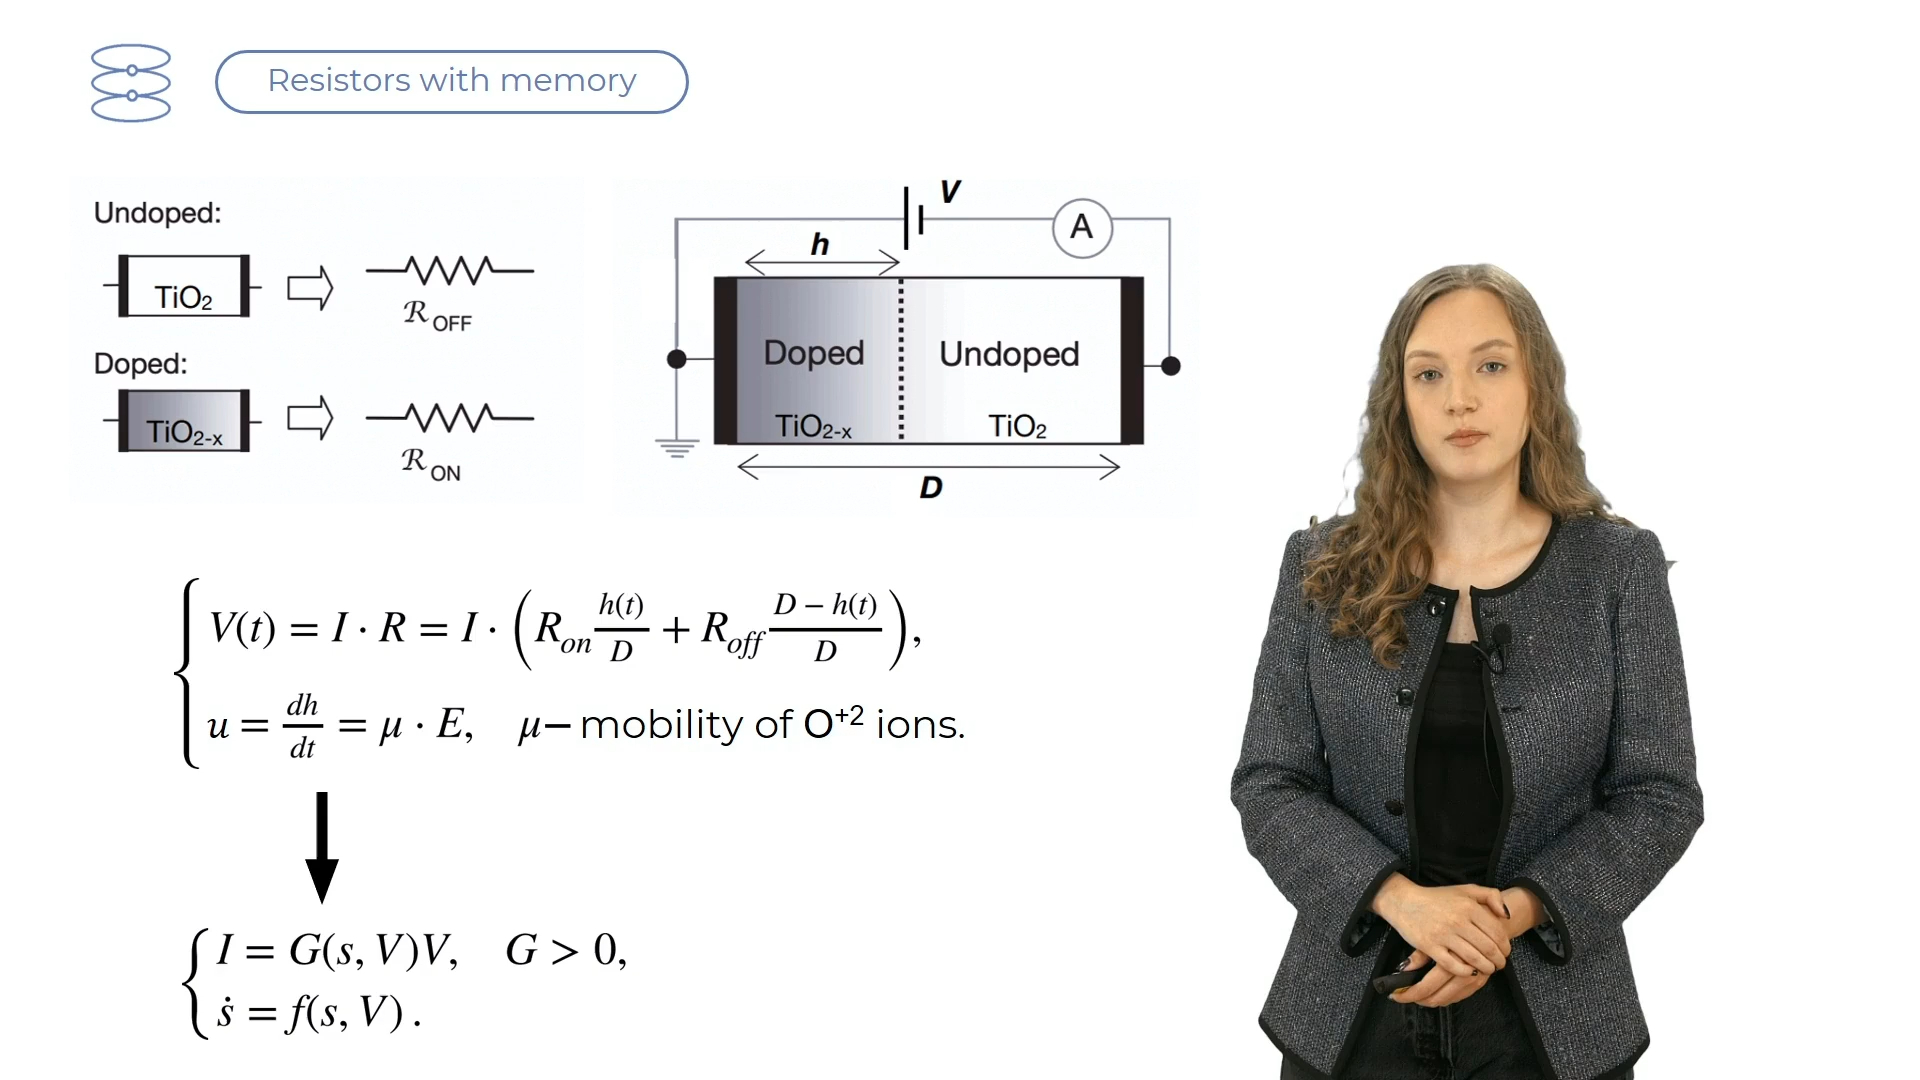 Resistors with memory
Undoped:
TiO₂
ℛ OFF
Doped:
TiO₂₋ₓ
ℛ ON
V
A
h
Doped
Undoped
TiO₂₋ₓ
TiO₂
D
V(t) = I · R = I · (R_on h(t)/D + R_off (D − h(t))/D),
u = dh/dt = μ · E, μ– mobility of O⁺² ions.
I = G(s, V)V, G > 0,
ṡ = f(s, V) .